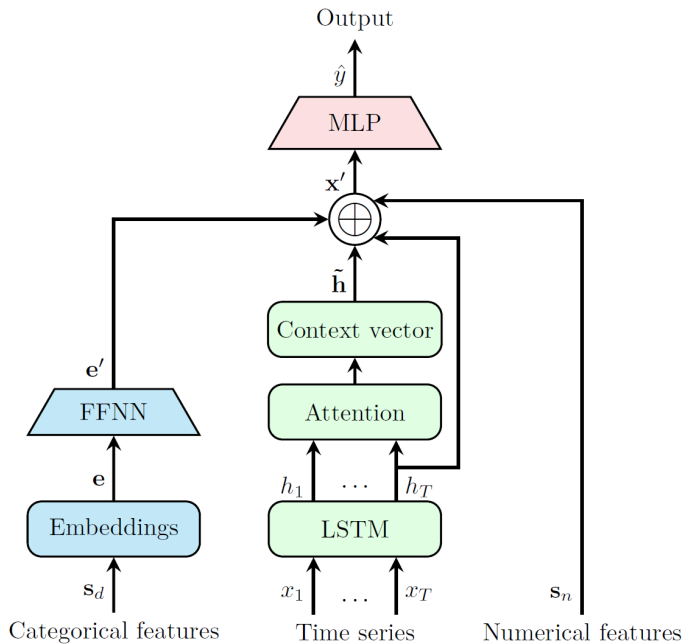 Output
ŷ
MLP
x′
h̃
Context vector
e′
FFNN
Attention
e
h₁ ... h_T
Embeddings
LSTM
s_d
x₁ ... x_T
s_n
Categorical features
Time series
Numerical features